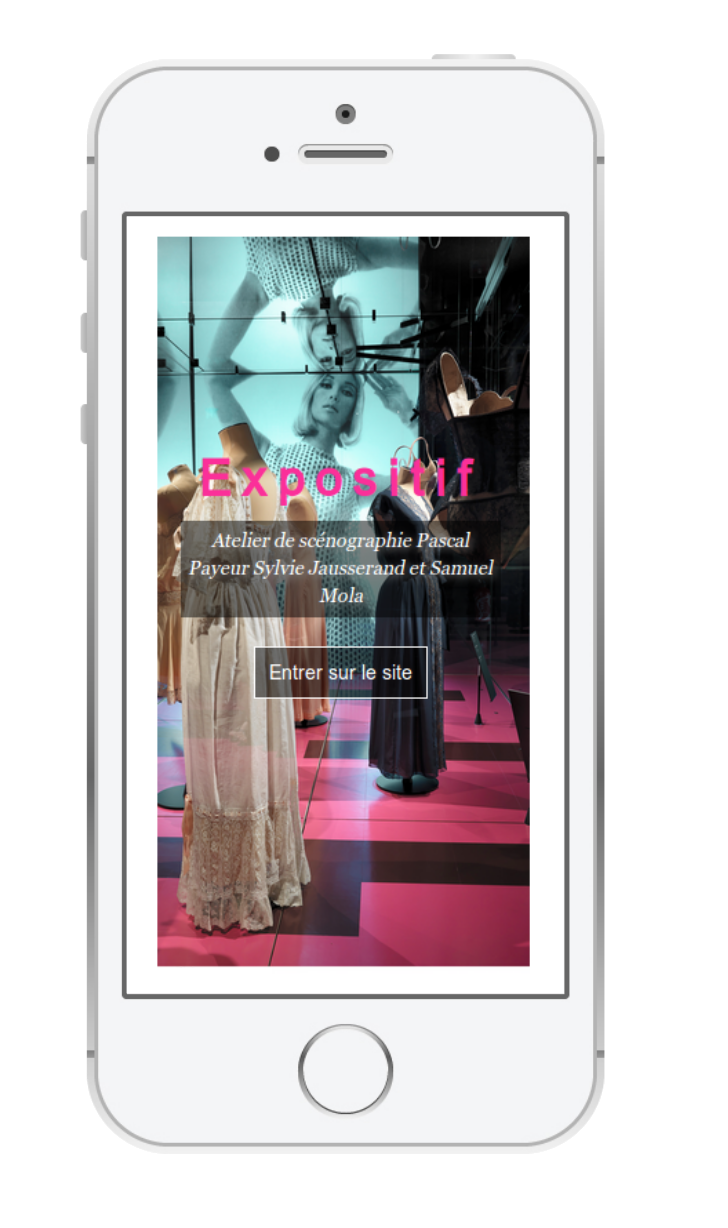 Expositif
Atelier de scénographie Pascal
Payeur Sylvie Jausserand et Samuel
Mola
Entrer sur le site